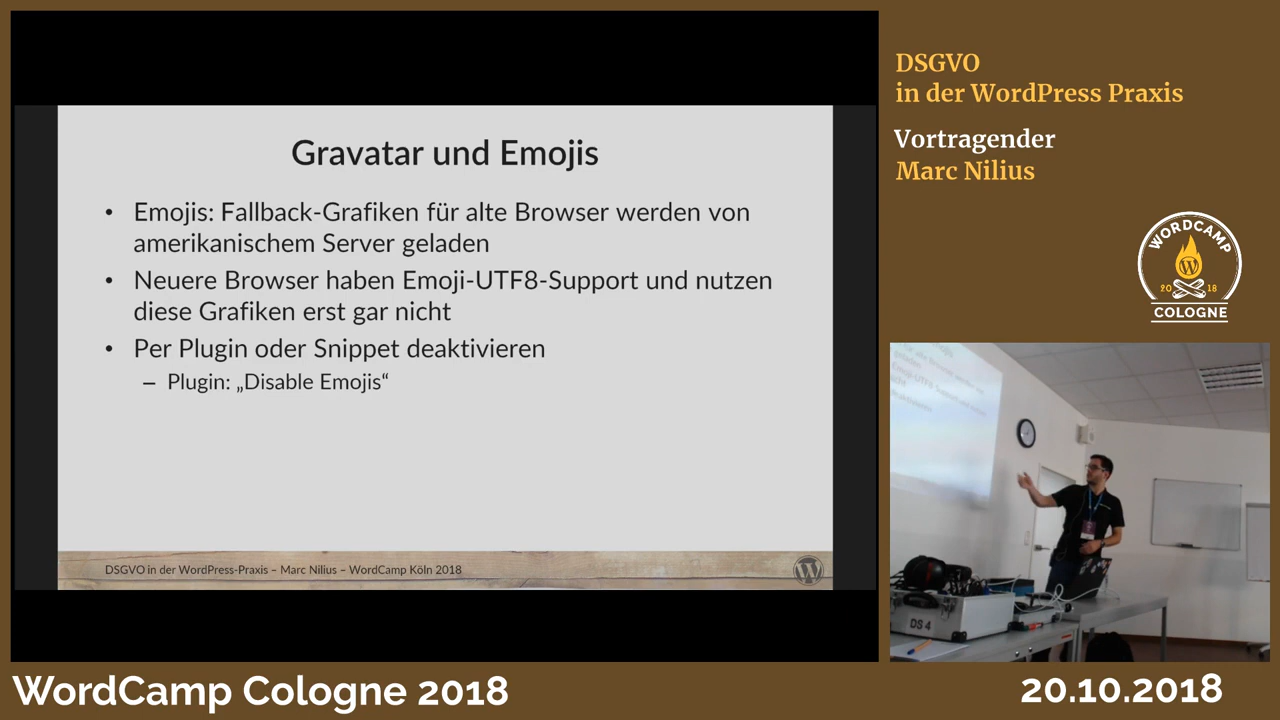 Gravatar und Emojis
• Emojis: Fallback-Grafiken für alte Browser werden von
amerikanischem Server geladen
• Neuere Browser haben Emoji-UTF8-Support und nutzen
diese Grafiken erst gar nicht
• Per Plugin oder Snippet deaktivieren
– Plugin: „Disable Emojis“
DSGVO in der WordPress-Praxis – Marc Nilius – WordCamp Köln 2018
DSGVO
in der WordPress Praxis
Vortragender
Marc Nilius
WORDCAMP
2018
COLOGNE
DS 4
WordCamp Cologne 2018
20.10.2018